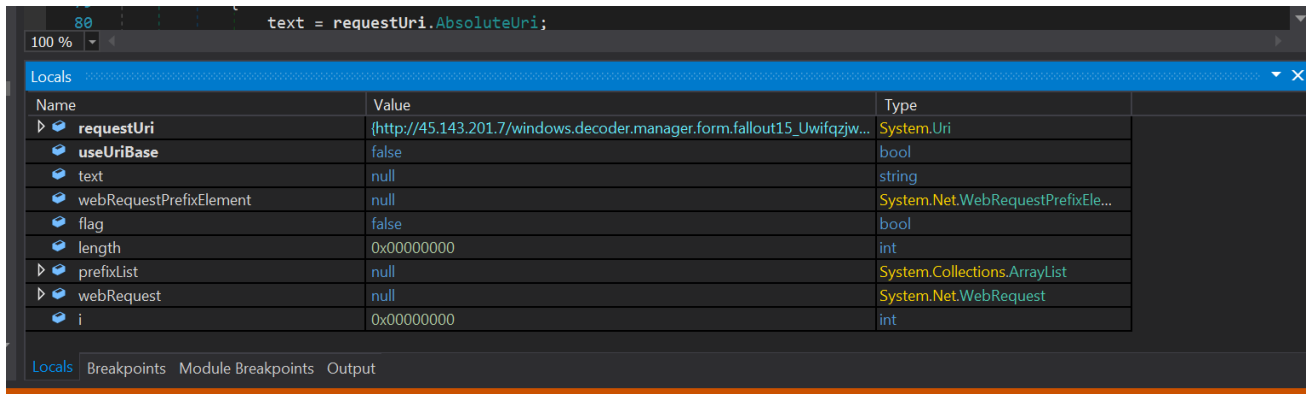 80 text = requestUri.AbsoluteUri;
100 %
Locals
Name Value Type
requestUri {http://45.143.201.7/windows.decoder.manager.form.fallout15_Uwifqzjw... System.Uri
useUriBase false bool
text null string
webRequestPrefixElement null System.Net.WebRequestPrefixEle...
flag false bool
length 0x00000000 int
prefixList null System.Collections.ArrayList
webRequest null System.Net.WebRequest
i 0x00000000 int
Locals Breakpoints Module Breakpoints Output